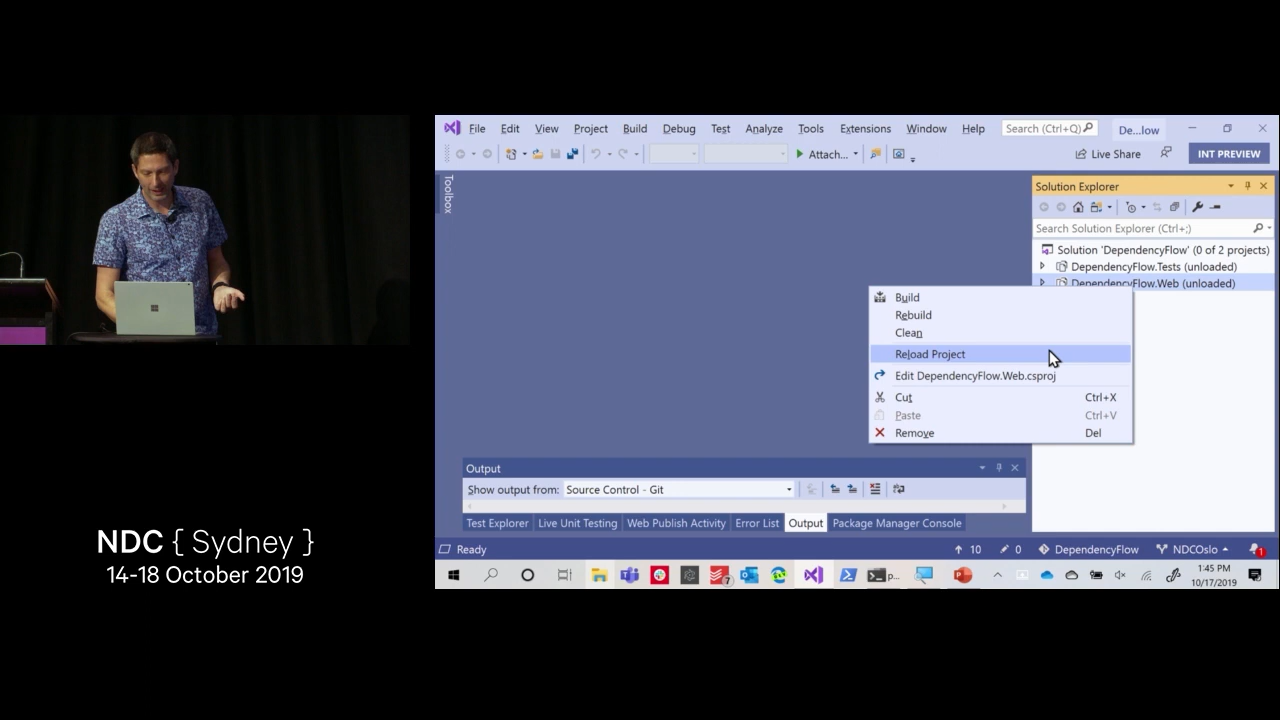 File Edit View Project Build Debug Test Analyze Tools Extensions Window Help Search (Ctrl+Q) De...low
Attach... Live Share INT PREVIEW
Toolbox
Solution Explorer
Search Solution Explorer (Ctrl+;)
Solution 'DependencyFlow' (0 of 2 projects)
DependencyFlow.Tests (unloaded)
DependencyFlow.Web (unloaded)
Build
Rebuild
Clean
Reload Project
Edit DependencyFlow.Web.csproj
Cut Ctrl+X
Paste Ctrl+V
Remove Del
Output
Show output from: Source Control - Git
Test Explorer Live Unit Testing Web Publish Activity Error List Output Package Manager Console
Ready 10 0 DependencyFlow NDCOslo 1
7 p... 1:45 PM
10/17/2019
NDC { Sydney }
14-18 October 2019